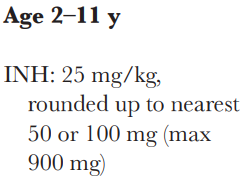 Age 2–11 y
INH: 25 mg/kg,
rounded up to nearest
50 or 100 mg (max
900 mg)